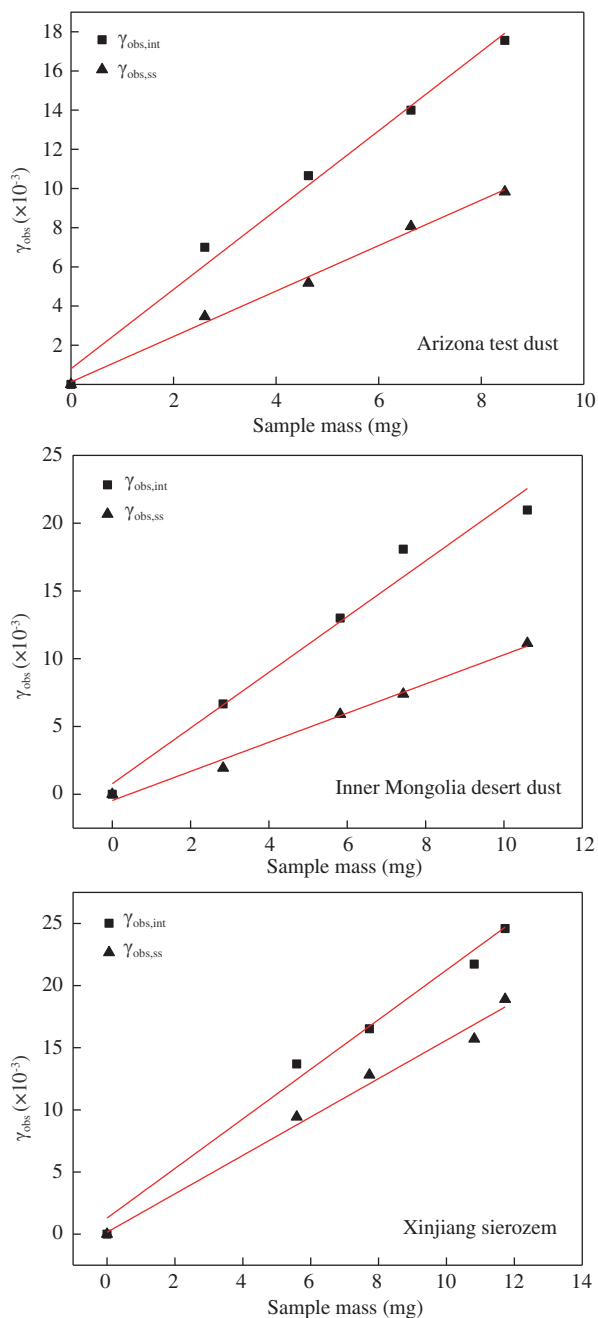 18
16
14
12
10
8
6
4
2
γobs (×10-3)
γobs,int
γobs,ss
Arizona test dust
0 2 4 6 8 10
Sample mass (mg)
25
20
15
10
5
0
γobs (×10-3)
γobs,int
γobs,ss
Inner Mongolia desert dust
0 2 4 6 8 10 12
Sample mass (mg)
25
20
15
10
5
0
γobs (×10-3)
γobs,int
γobs,ss
Xinjiang sierozem
0 2 4 6 8 10 12 14
Sample mass (mg)